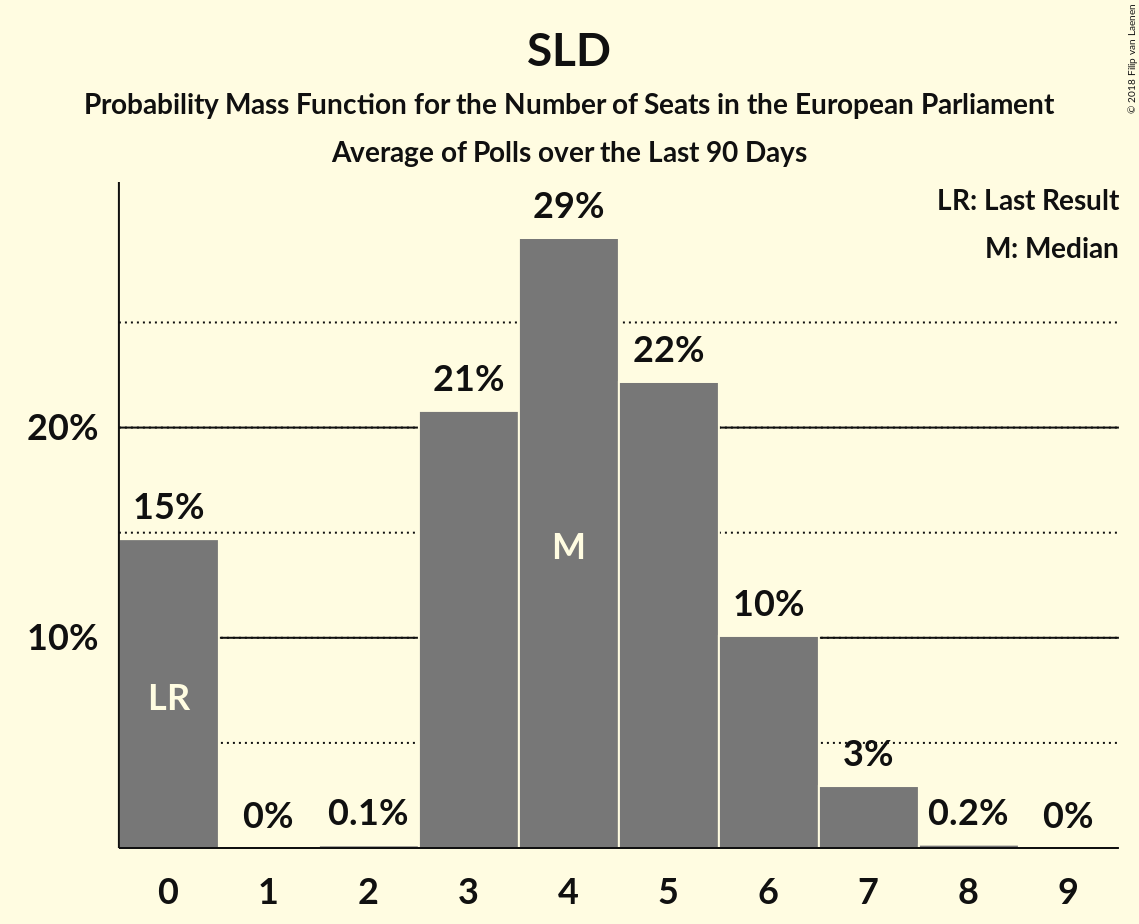 SLD
Probability Mass Function for the Number of Seats in the European Parliament
Average of Polls over the Last 90 Days
© 2018 Filip van Laenen
LR: Last Result
M: Median
29%
22%
21%
20%
15%
M
10%
10%
LR
3%
0%
0.1%
0.2%
0%
0 1 2 3 4 5 6 7 8 9